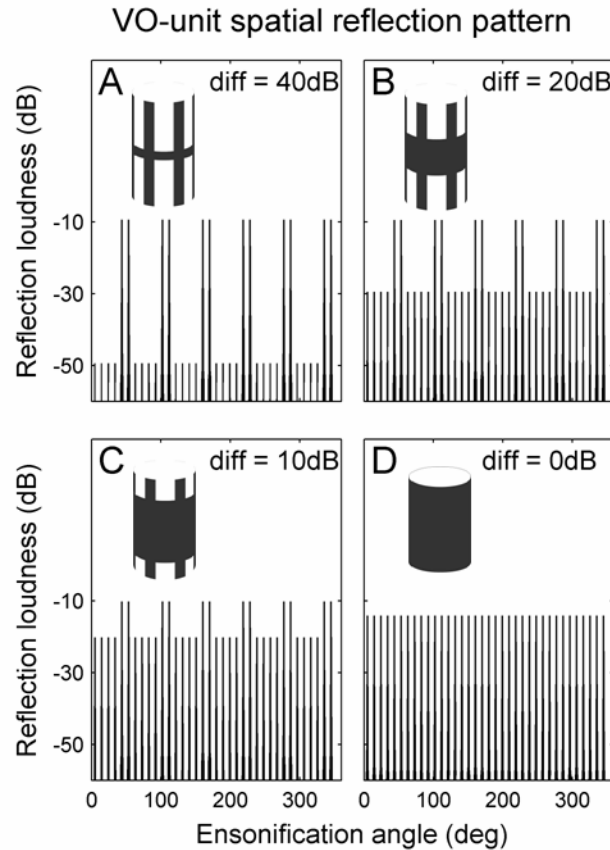 VO-unit spatial reflection pattern
A diff = 40dB
B diff = 20dB
Reflection loudness (dB)
-10
-30
-50
C diff = 10dB
D diff = 0dB
Reflection loudness (dB)
-10
-30
-50
0 100 200 300
0 100 200 300
Ensonification angle (deg)